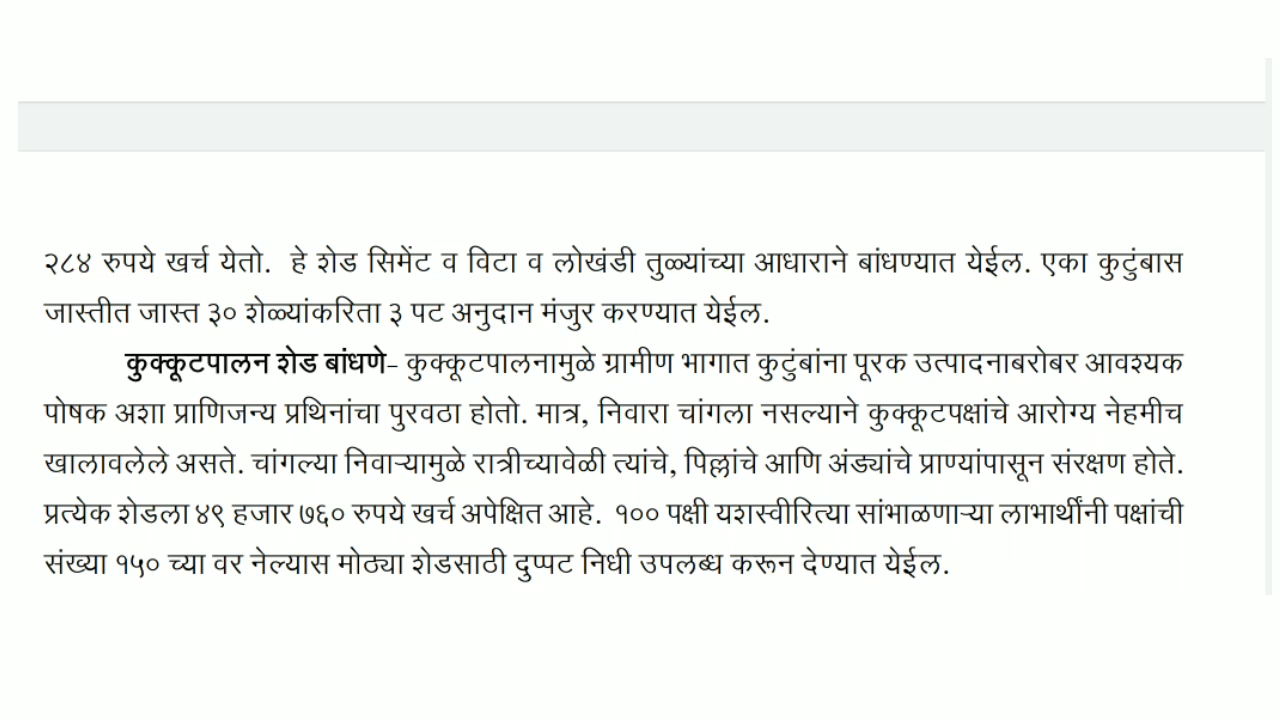 २८४ रुपये खर्च येतो. हे शेड सिमेंट व विटा व लोखंडी तुळ्यांच्या आधाराने बांधण्यात येईल. एका कुटुंबास
जास्तीत जास्त ३० शेळ्यांकरिता ३ पट अनुदान मंजुर करण्यात येईल.
कुक्कूटपालन शेड बांधणे- कुक्कूटपालनामुळे ग्रामीण भागात कुटुंबांना पूरक उत्पादनाबरोबर आवश्यक
पोषक अशा प्राणिजन्य प्रथिनांचा पुरवठा होतो. मात्र, निवारा चांगला नसल्याने कुक्कूटपक्षांचे आरोग्य नेहमीच
खालावलेले असते. चांगल्या निवाऱ्यामुळे रात्रीच्यावेळी त्यांचे, पिल्लांचे आणि अंड्यांचे प्राण्यांपासून संरक्षण होते.
प्रत्येक शेडला ४९ हजार ७६० रुपये खर्च अपेक्षित आहे. १०० पक्षी यशस्वीरित्या सांभाळणाऱ्या लाभार्थींनी पक्षांची
संख्या १५० च्या वर नेल्यास मोठ्या शेडसाठी दुप्पट निधी उपलब्ध करून देण्यात येईल.